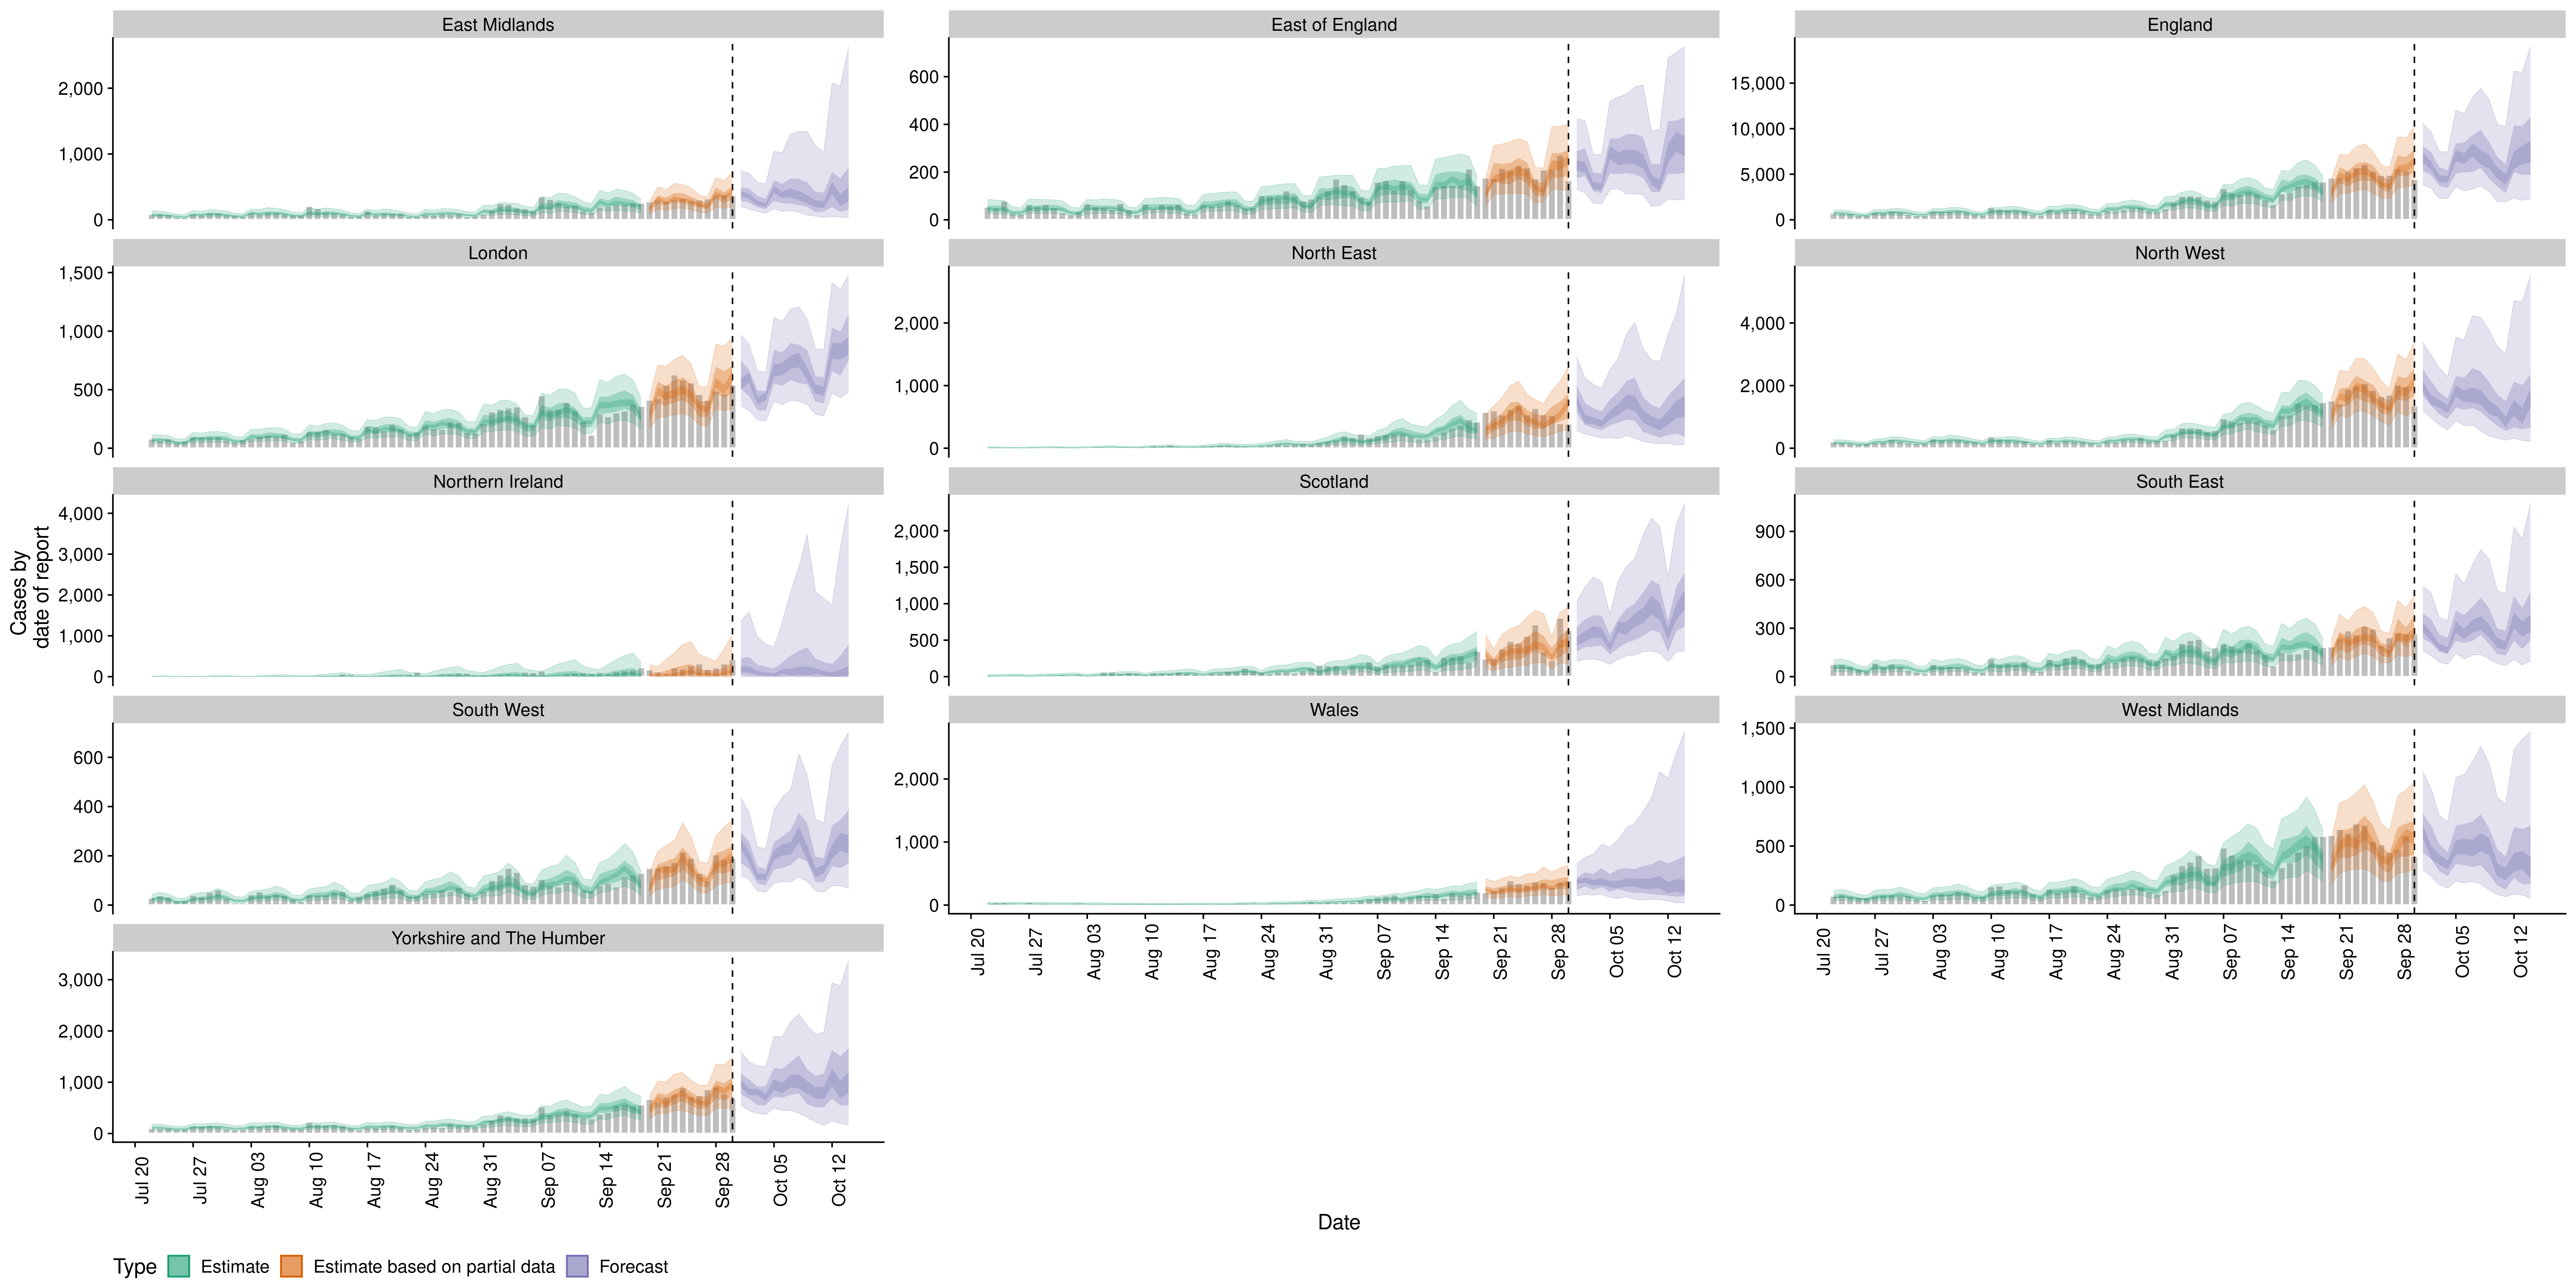 East Midlands
East of England
England
2,000
1,000
0
600
400
200
0
15,000
10,000
5,000
0
London
North East
North West
1,500
1,000
500
0
2,000
1,000
0
4,000
2,000
0
Northern Ireland
Scotland
South East
Cases by
date of report
4,000
3,000
2,000
1,000
0
2,000
1,500
1,000
500
0
900
600
300
0
South West
Wales
West Midlands
600
400
200
0
2,000
1,000
0
1,500
1,000
500
0
Jul 20
Jul 27
Aug 03
Aug 10
Aug 17
Aug 24
Aug 31
Sep 07
Sep 14
Sep 21
Sep 28
Oct 05
Oct 12
Jul 20
Jul 27
Aug 03
Aug 10
Aug 17
Aug 24
Aug 31
Sep 07
Sep 14
Sep 21
Sep 28
Oct 05
Oct 12
Yorkshire and The Humber
3,000
2,000
1,000
0
Jul 20
Jul 27
Aug 03
Aug 10
Aug 17
Aug 24
Aug 31
Sep 07
Sep 14
Sep 21
Sep 28
Oct 05
Oct 12
Date
Type Estimate Estimate based on partial data Forecast